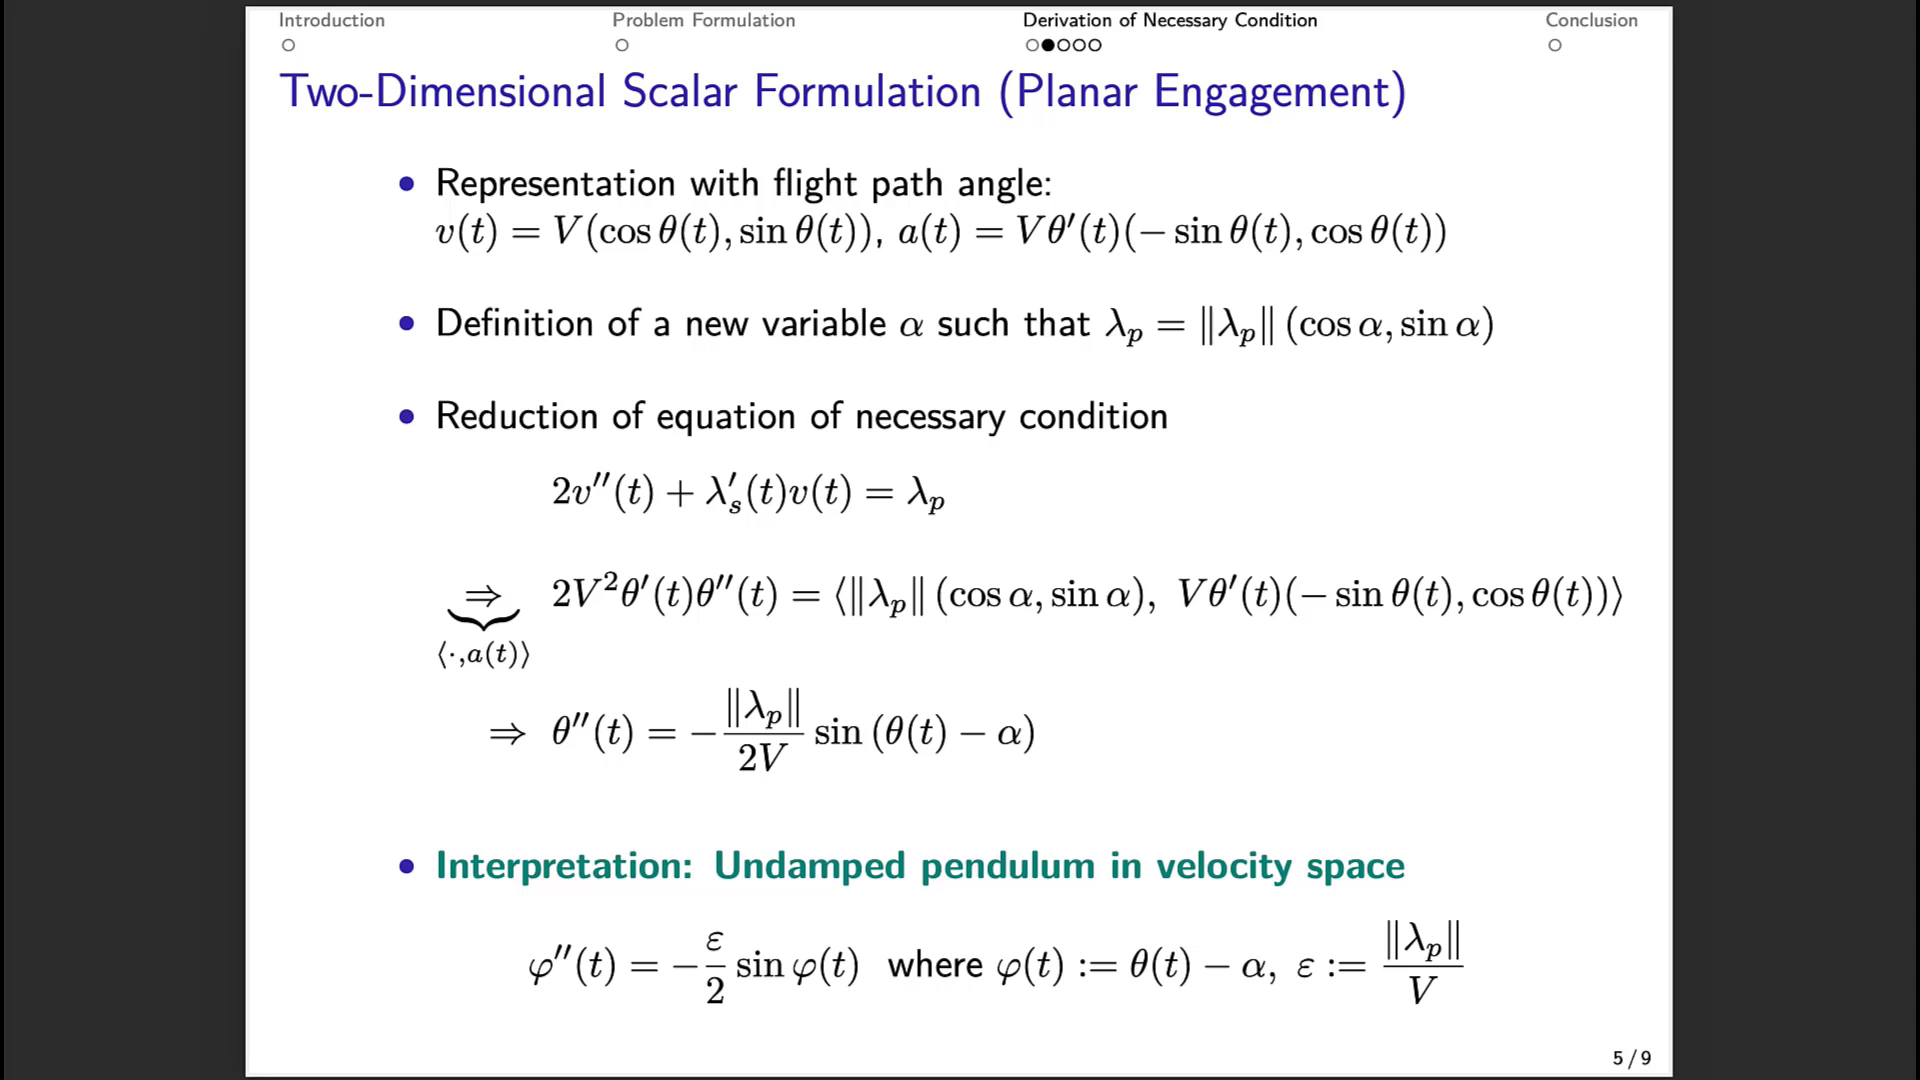 Introduction
Problem Formulation
Derivation of Necessary Condition
Conclusion
Two-Dimensional Scalar Formulation (Planar Engagement)
• Representation with flight path angle:
v(t) = V(cos θ(t), sin θ(t)), a(t) = Vθ′(t)(− sin θ(t), cos θ(t))
• Definition of a new variable α such that λ_p = ‖λ_p‖ (cos α, sin α)
• Reduction of equation of necessary condition
2v″(t) + λ′_s(t)v(t) = λ_p
⇒ 2V²θ′(t)θ″(t) = ⟨‖λ_p‖ (cos α, sin α), Vθ′(t)(− sin θ(t), cos θ(t))⟩
⟨·,a(t)⟩
⇒ θ″(t) = −‖λ_p‖/2V sin (θ(t) − α)
• Interpretation: Undamped pendulum in velocity space
φ″(t) = −ε/2 sin φ(t) where φ(t) := θ(t) − α, ε := ‖λ_p‖/V
5 / 9